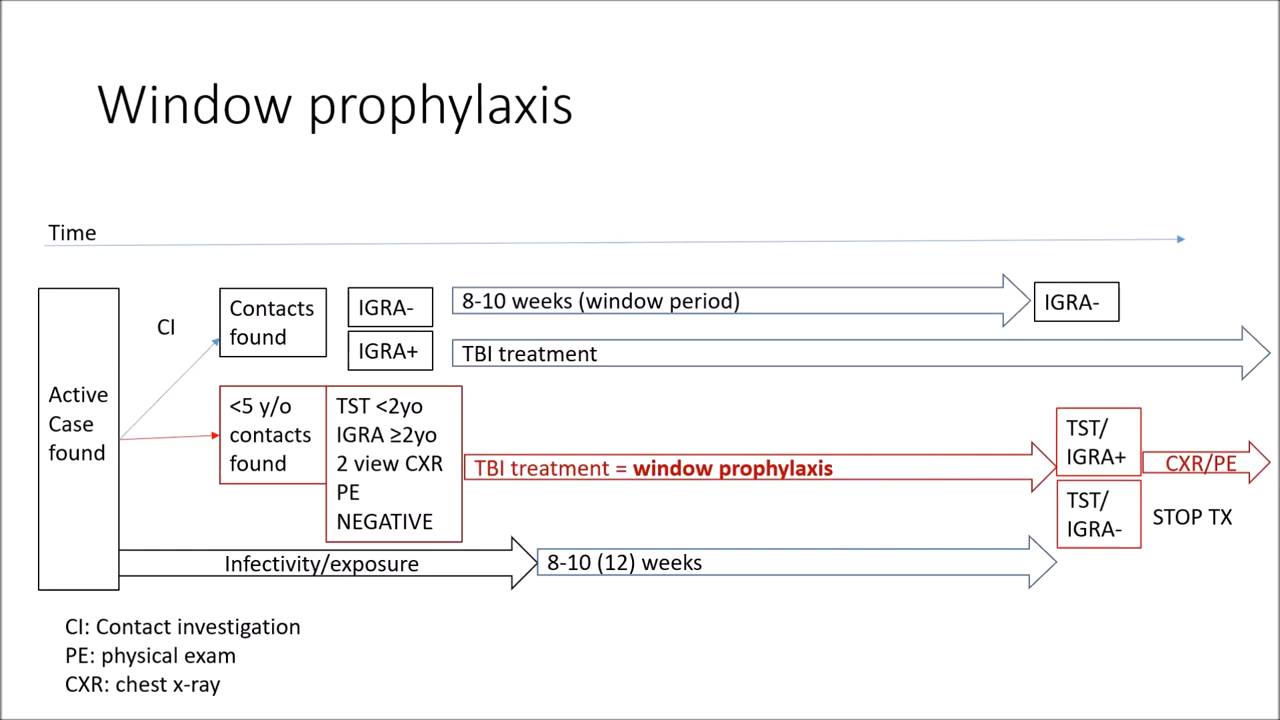 Window prophylaxis
Time
CI
Contacts
found
IGRA-
8-10 weeks (window period)
IGRA-
IGRA+
TBI treatment
Active
Case
found
<5 y/o
contacts
found
TST <2yo
IGRA ≥2yo
2 view CXR
PE
NEGATIVE
TBI treatment = window prophylaxis
TST/
IGRA+
CXR/PE
TST/
IGRA-
STOP TX
Infectivity/exposure
8-10 (12) weeks
CI: Contact investigation
PE: physical exam
CXR: chest x-ray